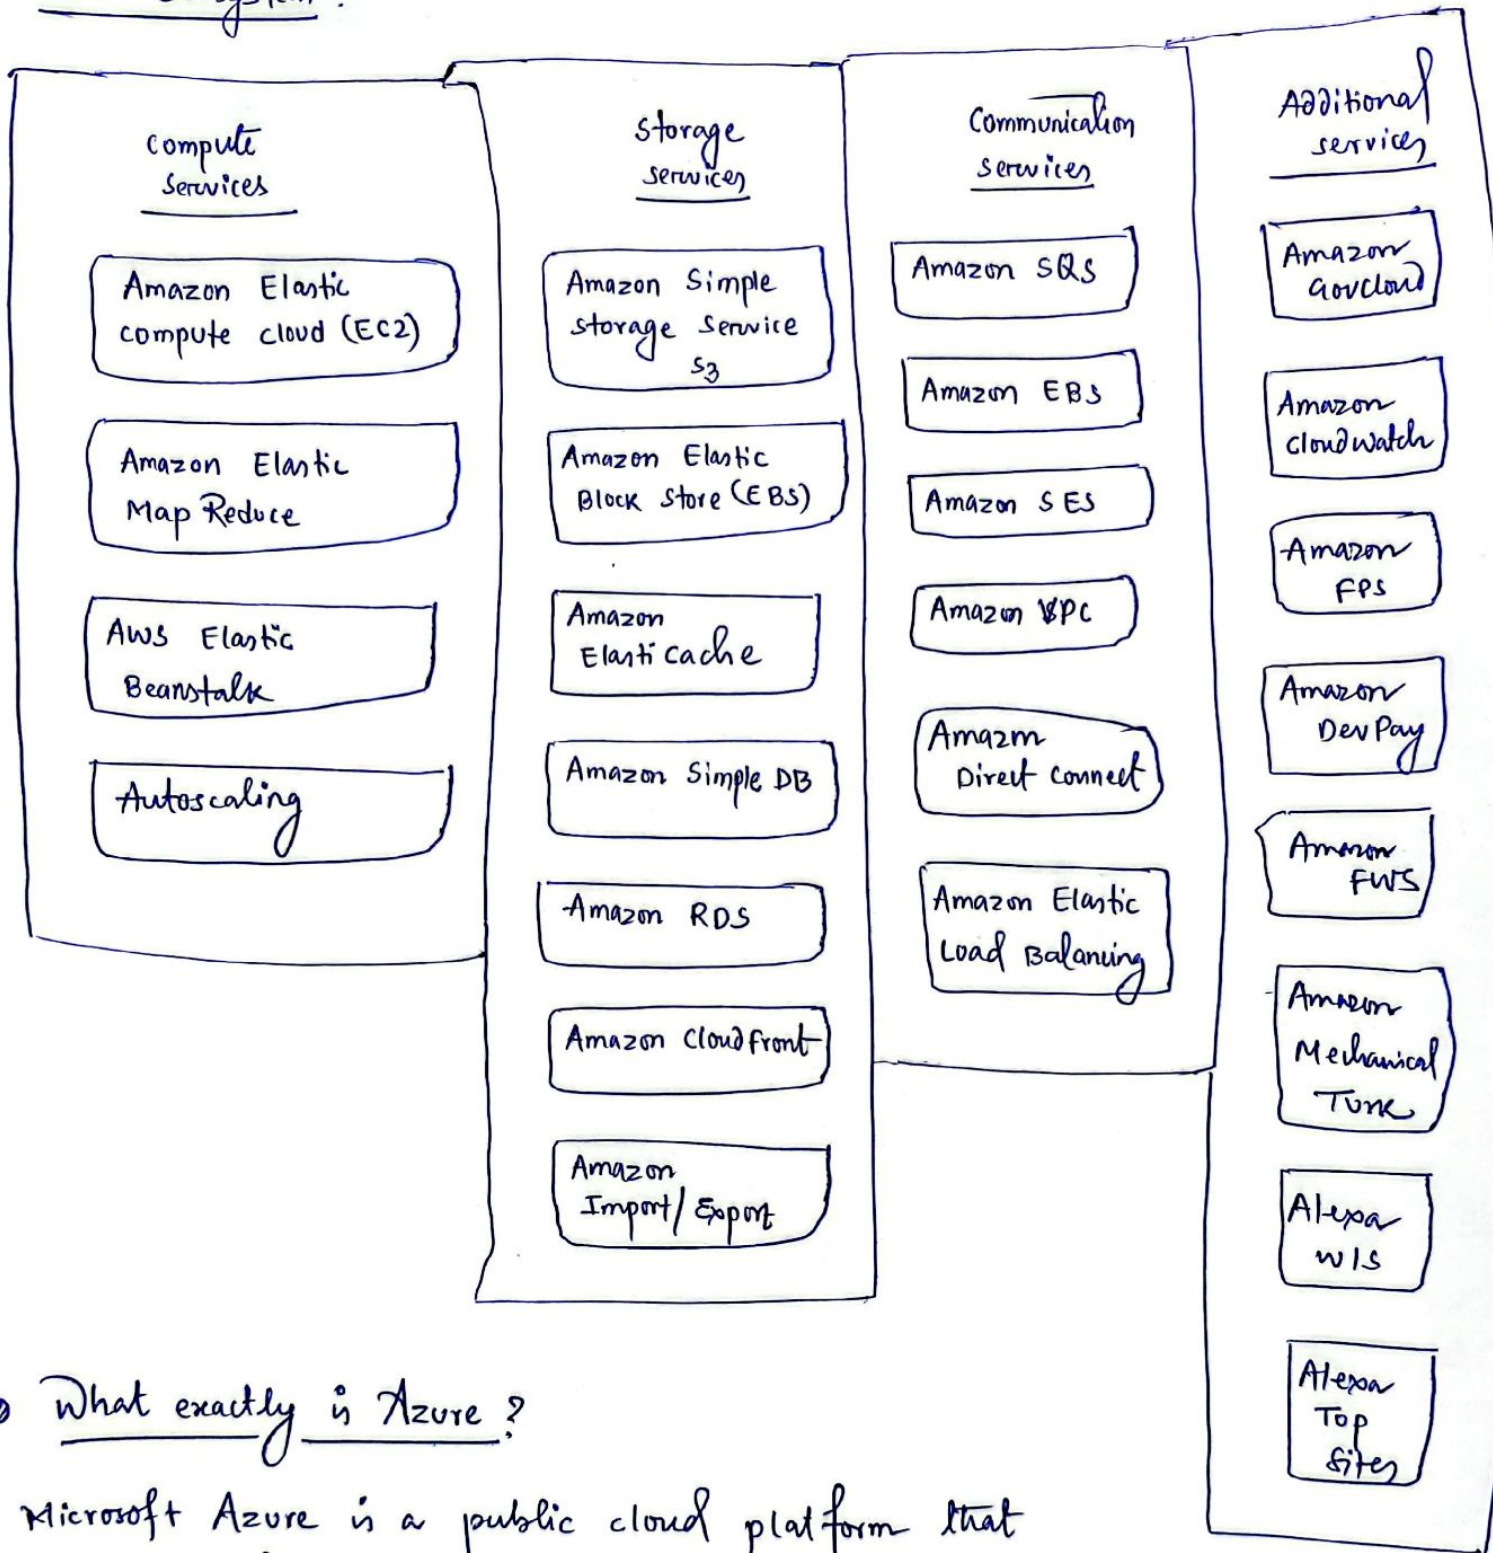 system :
Compute
Services
Amazon Elastic
compute cloud (EC2)
Amazon Elastic
Map Reduce
AWS Elastic
Beanstalk
Autoscaling
Storage
services
Amazon Simple
storage Service
S3
Amazon Elastic
Block Store (EBS)
Amazon
Elasti cache
Amazon Simple DB
Amazon RDS
Amazon Cloudfront
Amazon
Import/Export
Communication
services
Amazon SQS
Amazon EBS
Amazon SES
Amazon VPC
Amazon
Direct Connect
Amazon Elastic
Load Balancing
Additional
services
Amazon
Govcloud
Amazon
CloudWatch
Amazon
FPS
Amazon
DevPay
Amazon
FWS
Amazon
Mechanical
Turk
Alexa
WIS
Alexa
Top
Sites
What exactly is Azure ?
Microsoft Azure is a public cloud platform that